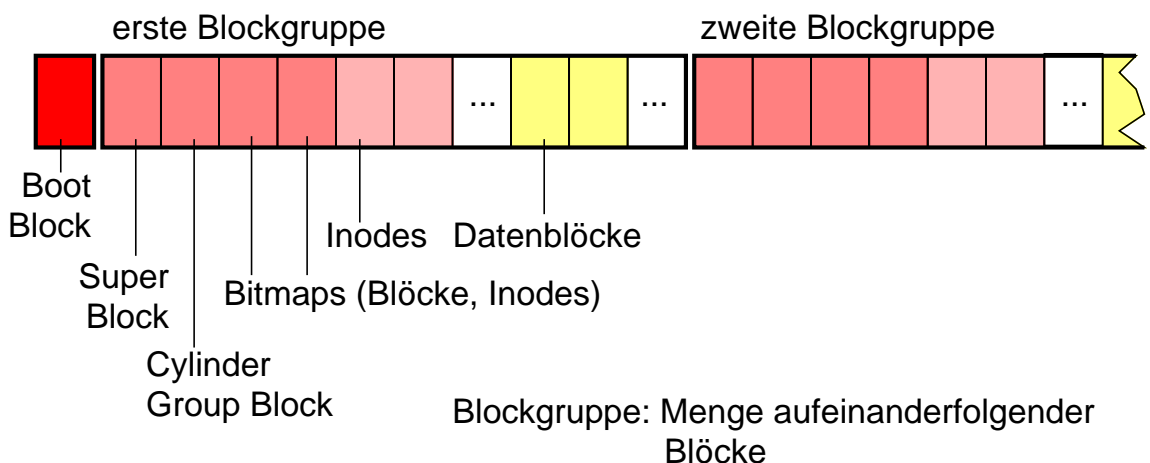 erste Blockgruppe
zweite Blockgruppe
...
...
...
Boot
Block
Inodes
Datenblöcke
Super
Block
Bitmaps (Blöcke, Inodes)
Cylinder
Group Block
Blockgruppe: Menge aufeinanderfolgender
Blöcke